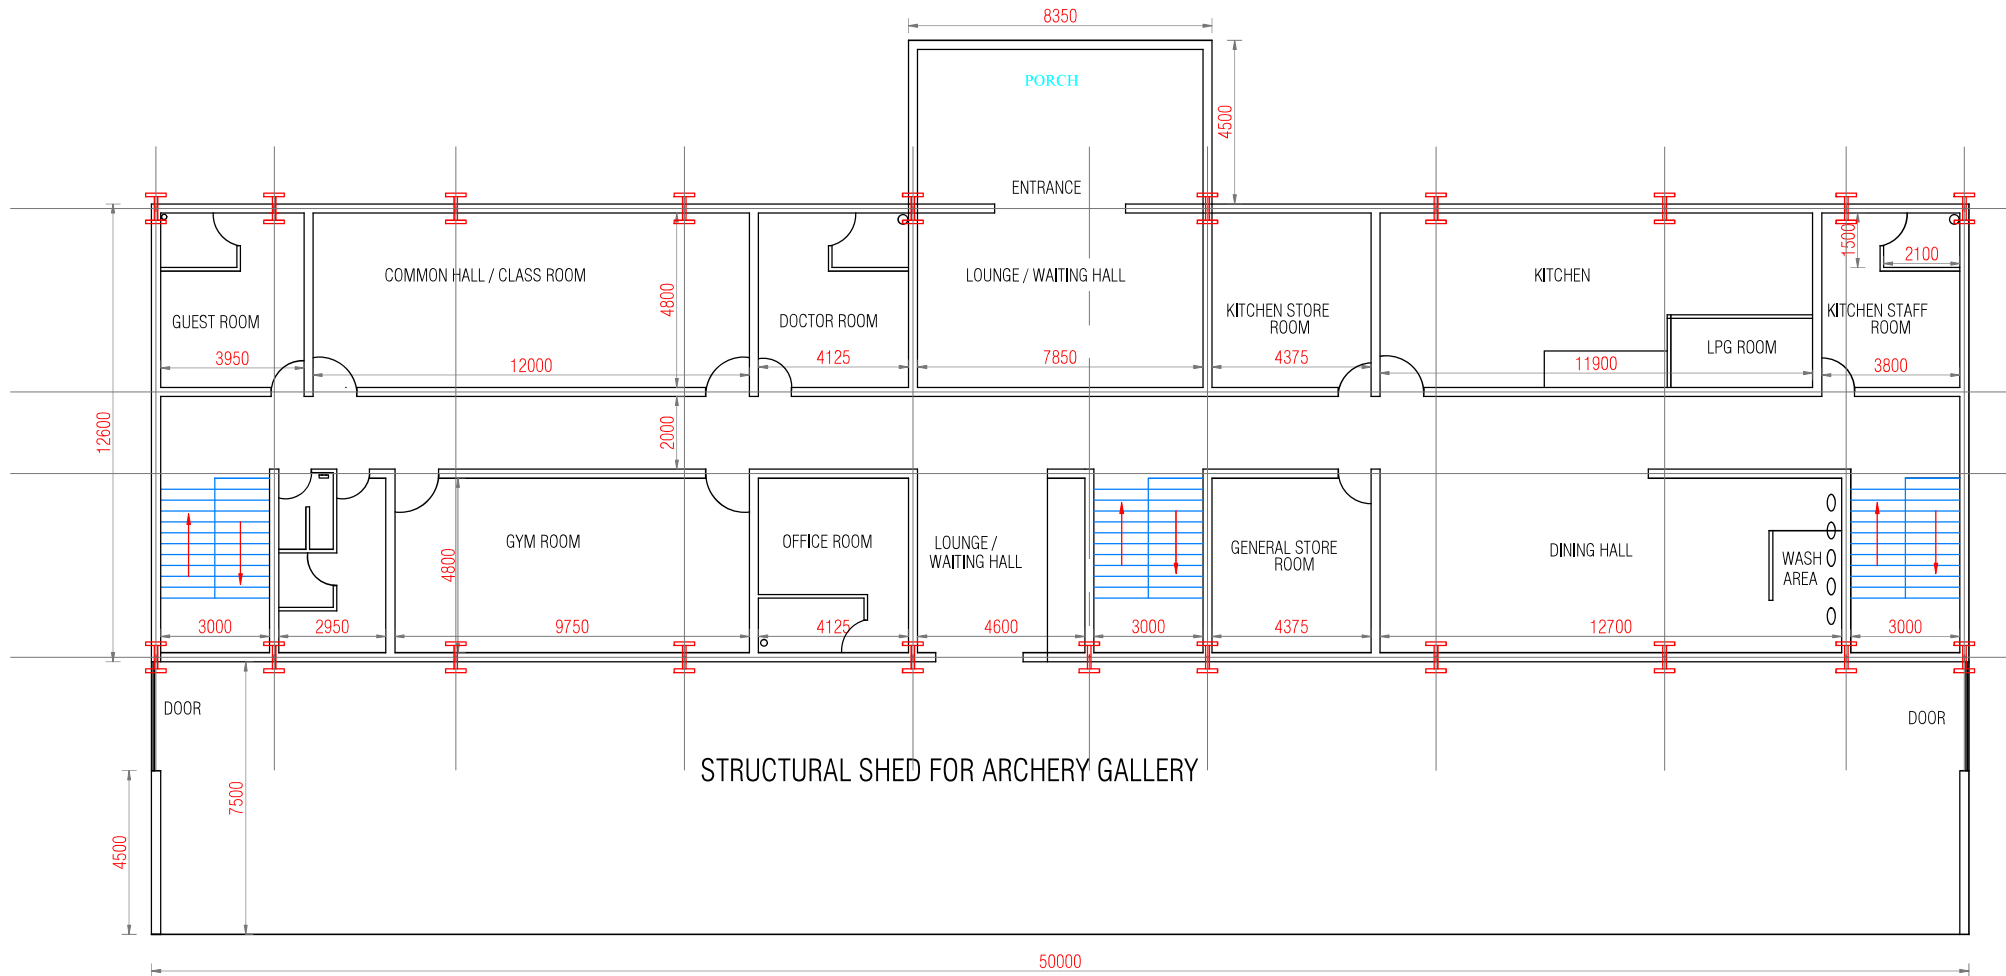 8350
PORCH
4500
ENTRANCE
1500
2100
COMMON HALL / CLASS ROOM
LOUNGE / WAITING HALL
KITCHEN
4800
GUEST ROOM
DOCTOR ROOM
KITCHEN STORE
ROOM
KITCHEN STAFF
ROOM
LPG ROOM
3950
12000
4125
7850
4375
11900
3800
12600
2000
GYM ROOM
4800
OFFICE ROOM
LOUNGE /
WAITING HALL
GENERAL STORE
ROOM
DINING HALL
WASH
AREA
3000
2950
9750
4125
4600
3000
4375
12700
3000
DOOR
DOOR
STRUCTURAL SHED FOR ARCHERY GALLERY
7500
4500
50000